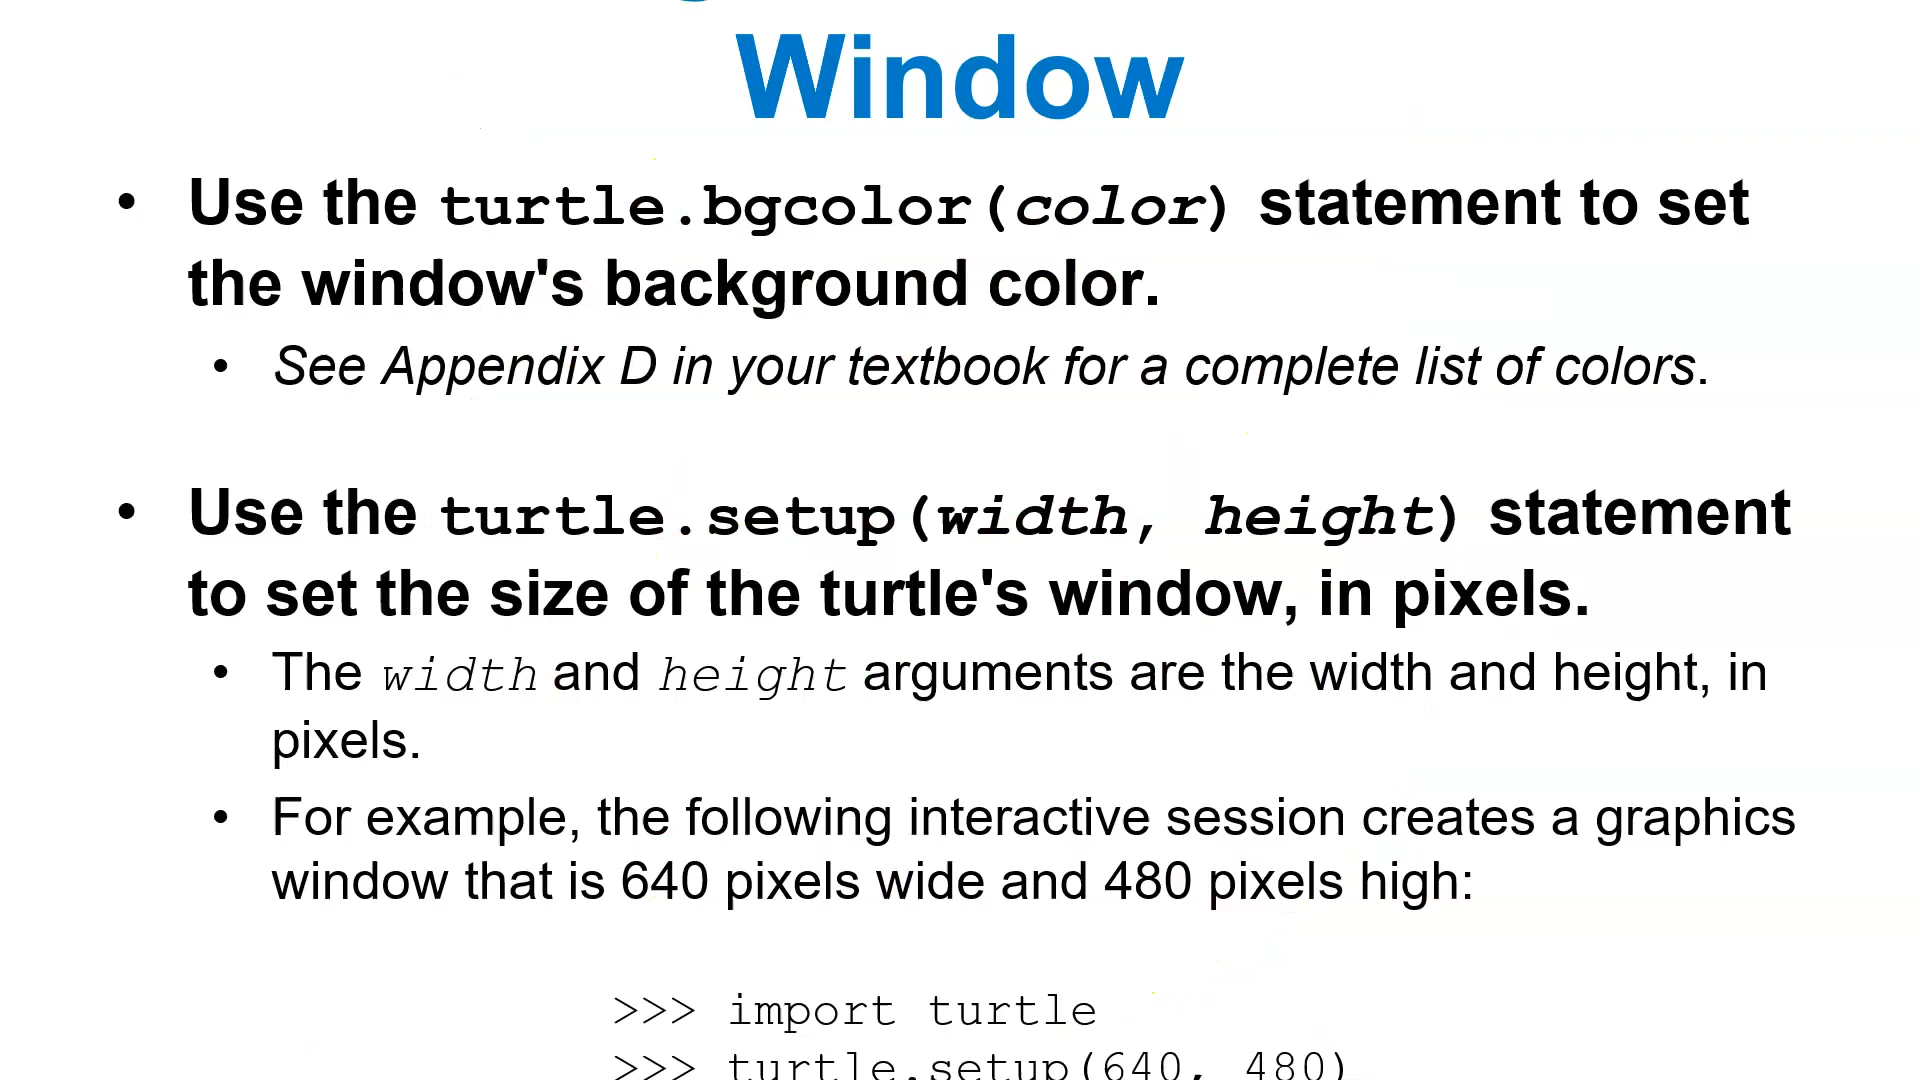 Window
• Use the turtle.bgcolor(color) statement to set
the window's background color.
• See Appendix D in your textbook for a complete list of colors.
• Use the turtle.setup(width, height) statement
to set the size of the turtle's window, in pixels.
• The width and height arguments are the width and height, in
pixels.
• For example, the following interactive session creates a graphics
window that is 640 pixels wide and 480 pixels high:
>>> import turtle
>>> turtle.setup(640, 480)